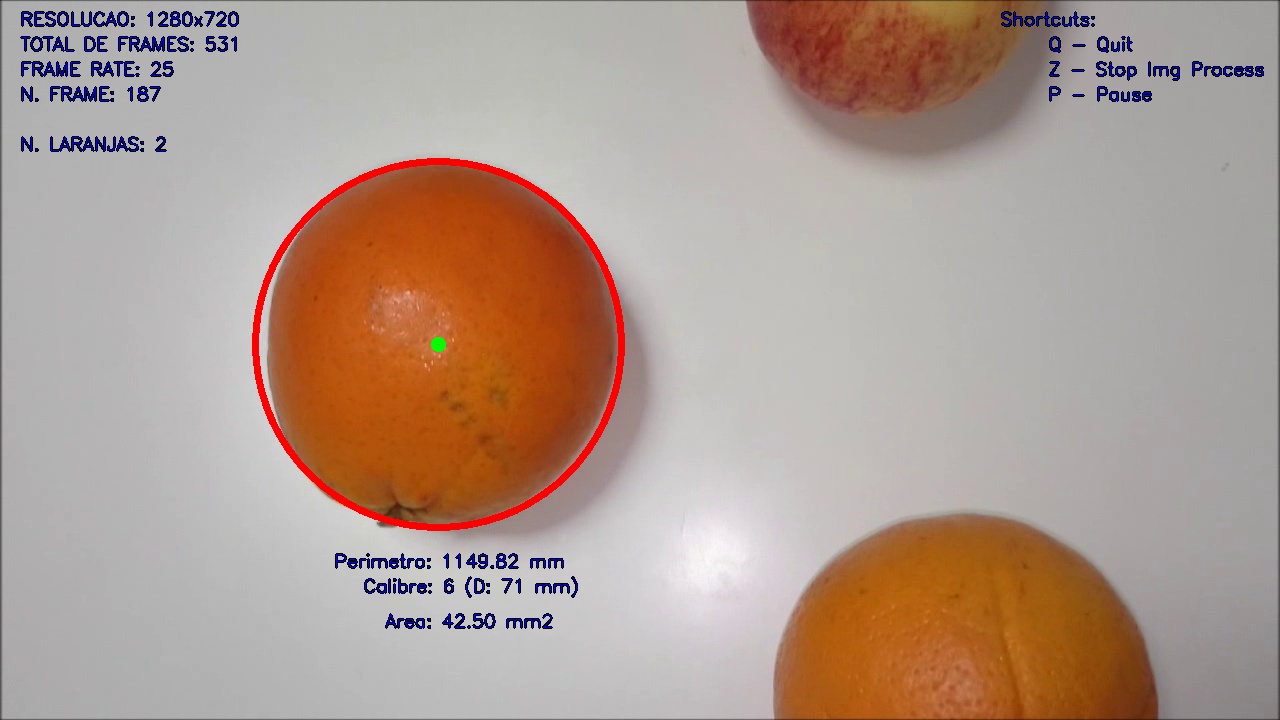 RESOLUCAO: 1280x720
TOTAL DE FRAMES: 531
FRAME RATE: 25
N. FRAME: 187
N. LARANJAS: 2
Shortcuts:
Q - Quit
Z - Stop Img Process
P - Pause
Perimetro: 1149.82 mm
Calibre: 6 (D: 71 mm)
Area: 42.50 mm2